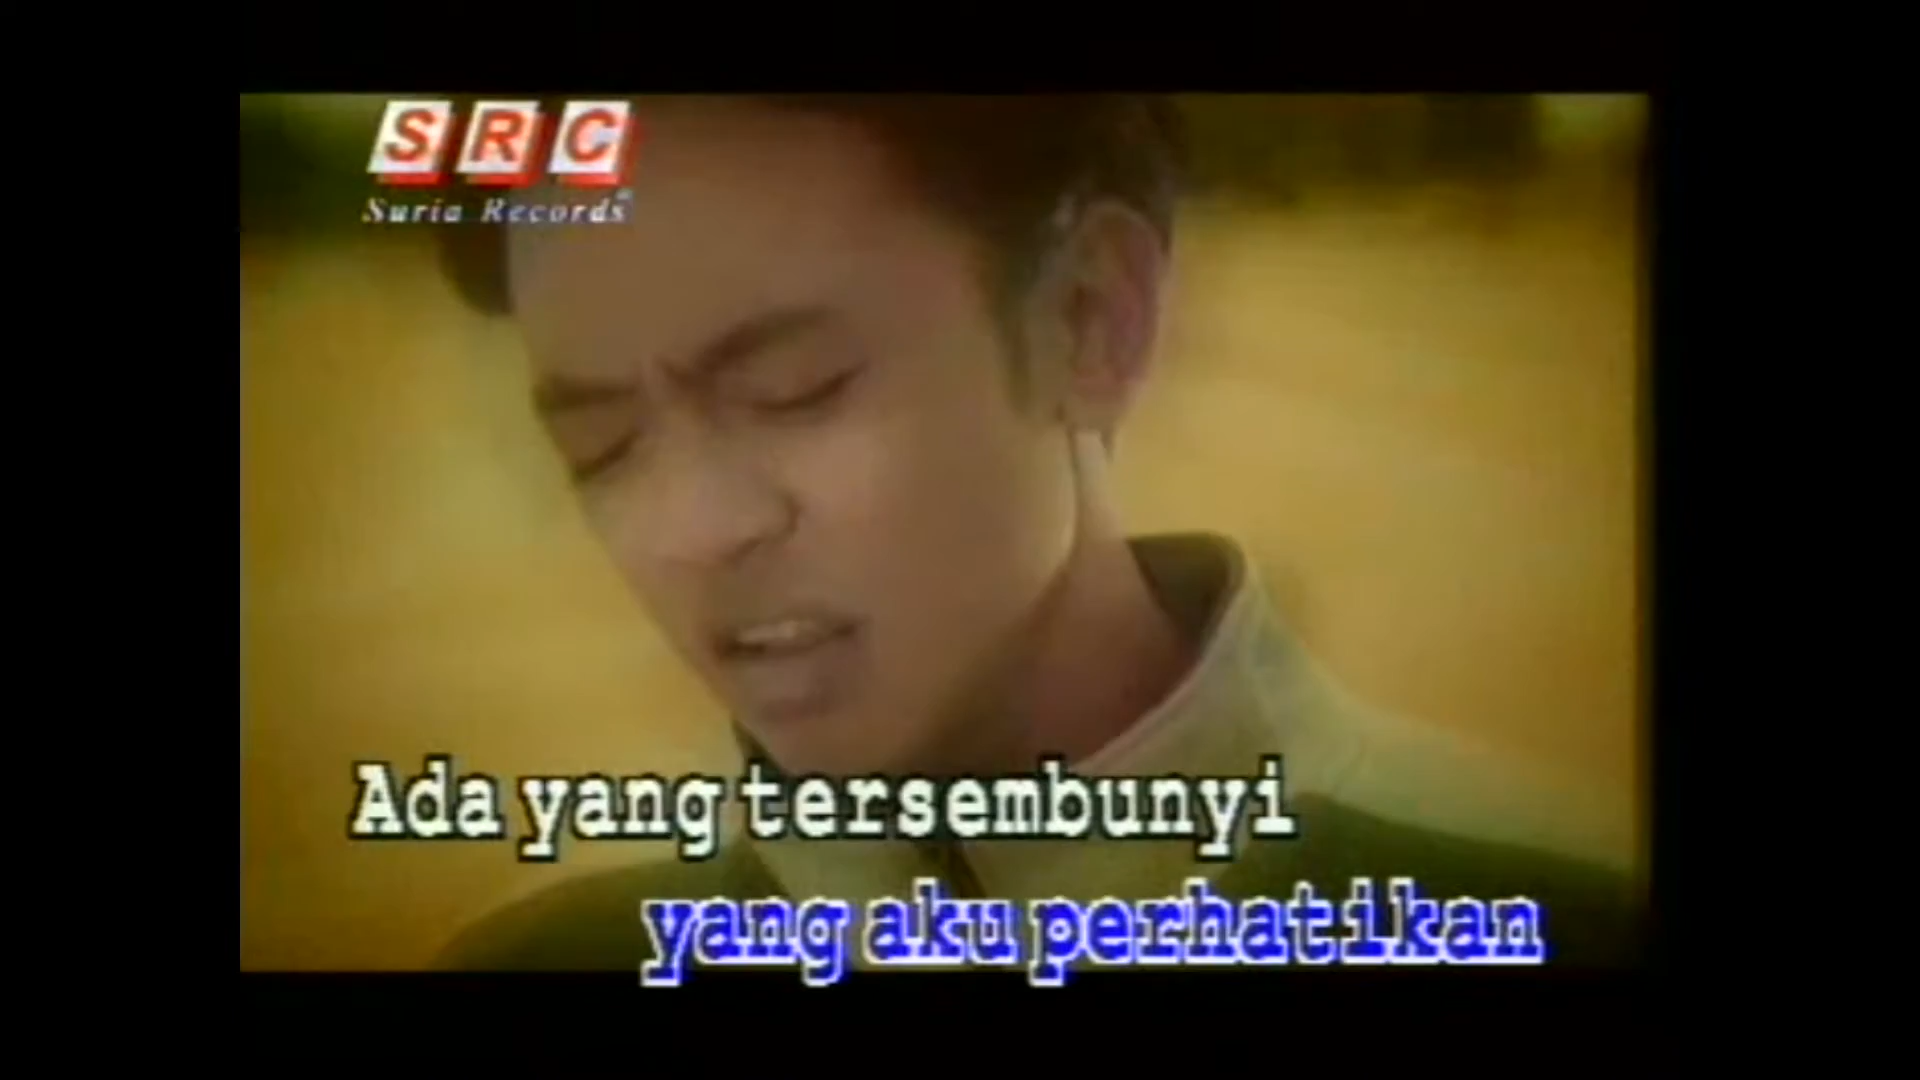 SRC
Suria Records
Ada yang tersembunyi
yang aku perhatikan